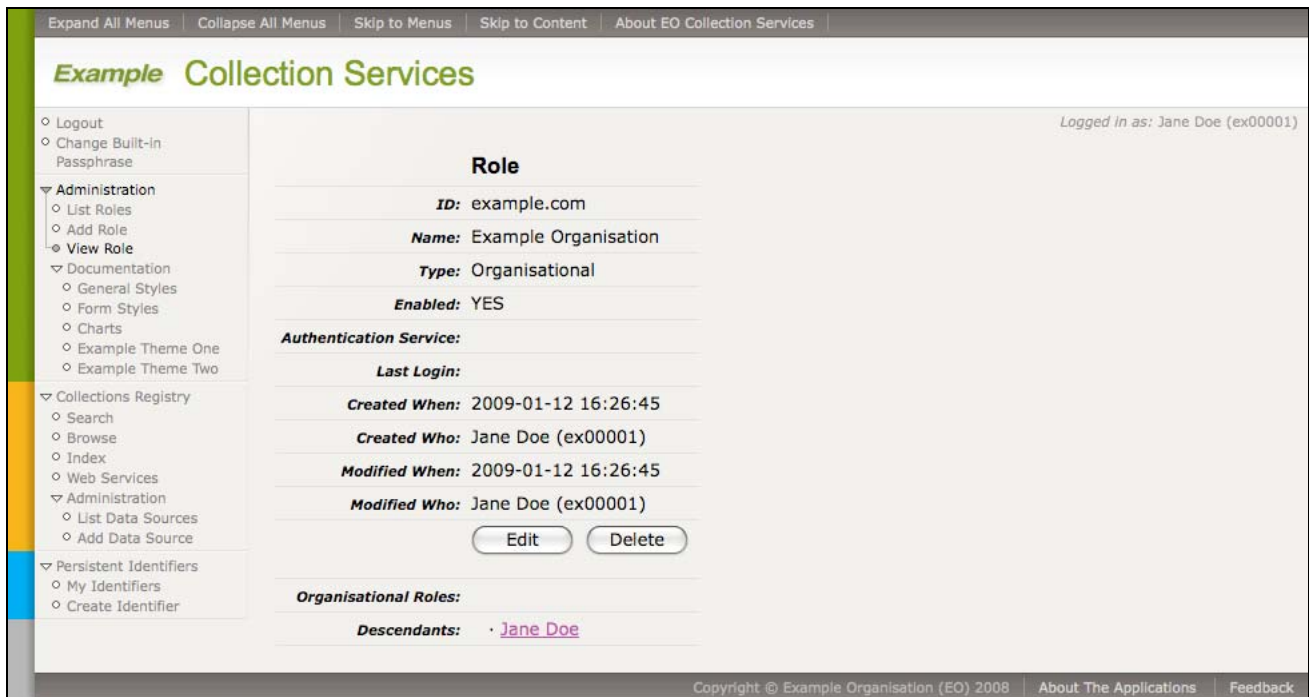 Expand All Menus Collapse All Menus Skip to Menus Skip to Content About EO Collection Services
Example Collection Services
Logged in as: Jane Doe (ex00001)
Logout
Change Built-in
Passphrase
Administration
List Roles
Add Role
View Role
Documentation
General Styles
Form Styles
Charts
Example Theme One
Example Theme Two
Collections Registry
Search
Browse
Index
Web Services
Administration
List Data Sources
Add Data Source
Persistent Identifiers
My Identifiers
Create Identifier
Role
ID: example.com
Name: Example Organisation
Type: Organisational
Enabled: YES
Authentication Service:
Last Login:
Created When: 2009-01-12 16:26:45
Created Who: Jane Doe (ex00001)
Modified When: 2009-01-12 16:26:45
Modified Who: Jane Doe (ex00001)
Edit Delete
Organisational Roles:
Descendants: · Jane Doe
Copyright © Example Organisation (EO) 2008 About The Applications Feedback